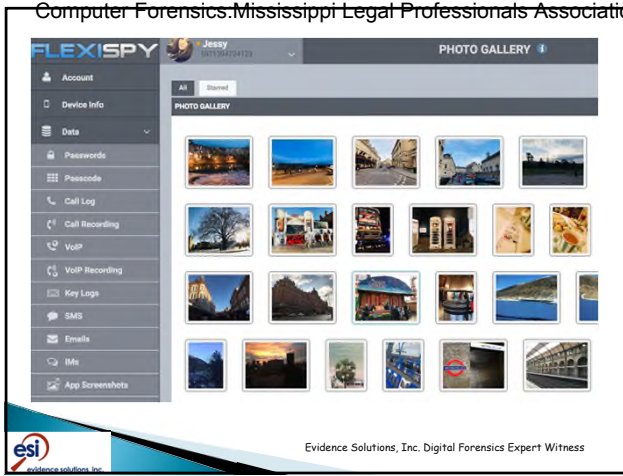 Computer Forensics:Mississippi Legal Professionals Associatio
FLEXISPY
Jessy
PHOTO GALLERY
Account
All
Starred
Device Info
PHOTO GALLERY
Data
Passwords
Passcode
Call Log
Call Recording
VoIP
VoIP Recording
Key Logs
SMS
Emails
IMs
App Screenshots
esi
evidence solutions, inc.
Evidence Solutions, Inc. Digital Forensics Expert Witness